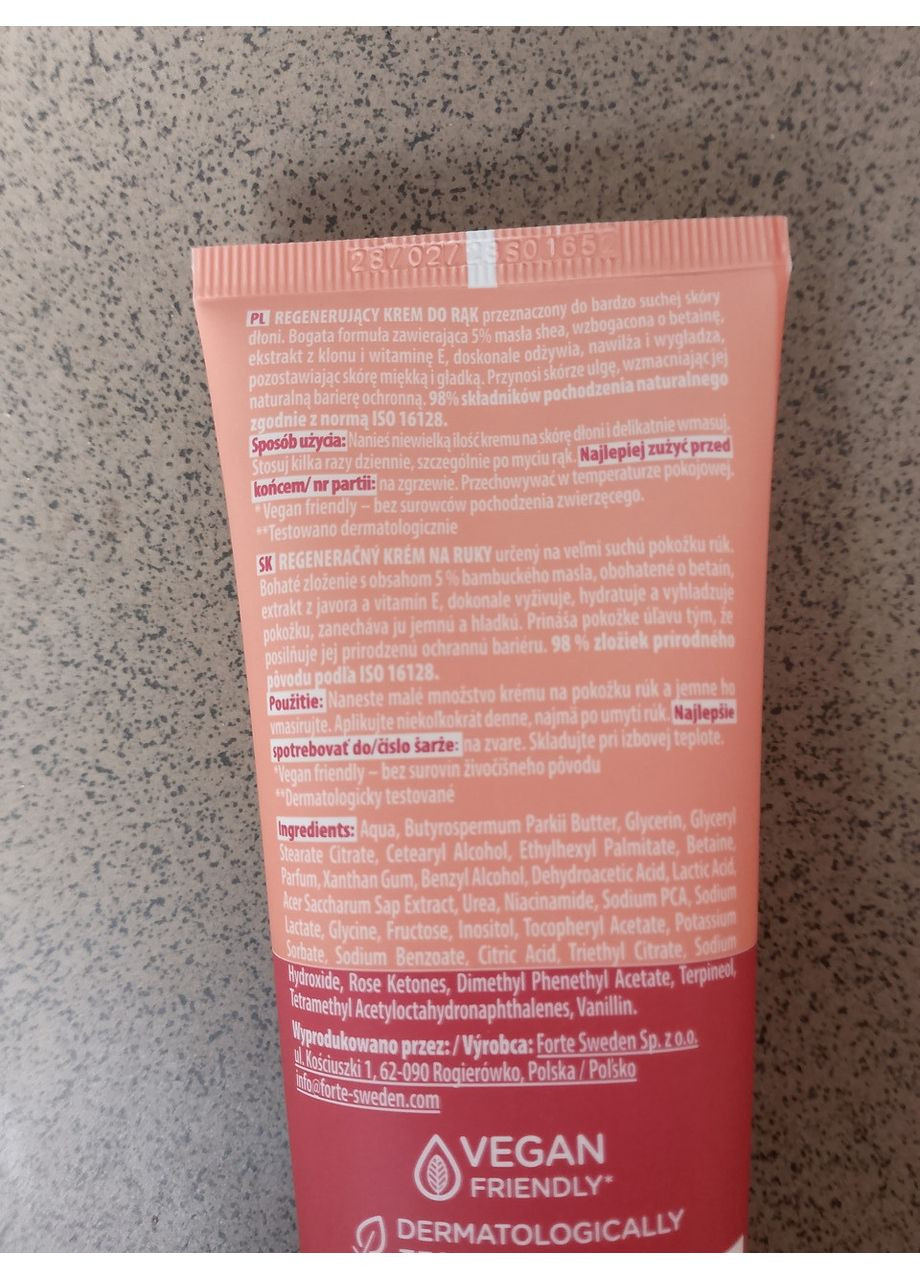 28/02/ S0165
PL REGENERUJĄCY KREM DO RĄK przeznaczony do bardzo suchej skóry
dłoni. Bogata formuła zawierająca 5% masła shea, wzbogacona o betainę,
ekstrakt z klonu i witaminę E, doskonale odżywia, nawilża i wygładza,
pozostawiając skórę miękką i gładką. Przynosi skórze ulgę, wzmacniając jej
naturalną barierę ochronną. 98% składników pochodzenia naturalnego
zgodnie z normą ISO 16128.
Sposób użycia: Nanieś niewielką ilość kremu na skórę dłoni i delikatnie wmasuj.
Stosuj kilka razy dziennie, szczególnie po myciu rąk. Najlepiej zużyć przed
końcem/ nr partii: na zgrzewie. Przechowywać w temperaturze pokojowej.
* Vegan friendly – bez surowców pochodzenia zwierzęcego.
**Testowano dermatologicznie
SK REGENERAČNÝ KRÉM NA RUKY určený na veľmi suchú pokožku rúk.
Bohaté zloženie s obsahom 5 % bambuckého masla, obohatené o betaín,
extrakt z javora a vitamín E, dokonale vyživuje, hydratuje a vyhladzuje
pokožku, zanecháva ju jemnú a hladkú. Prináša pokožke úľavu tým, že
posilňuje jej prirodzenú ochrannú bariéru. 98 % zložiek prírodného
pôvodu podľa ISO 16128.
Použitie: Naneste malé množstvo krému na pokožku rúk a jemne ho
vmasírujte. Aplikujte niekoľkokrát denne, najmä po umytí rúk. Najlepšie
spotrebovať do/číslo šarže: na zvare. Skladujte pri izbovej teplote.
*Vegan friendly – bez surovín živočíšneho pôvodu
**Dermatologicky testované
Ingredients: Aqua, Butyrospermum Parkii Butter, Glycerin, Glyceryl
Stearate Citrate, Cetearyl Alcohol, Ethylhexyl Palmitate, Betaine,
Parfum, Xanthan Gum, Benzyl Alcohol, Dehydroacetic Acid, Lactic Acid,
Acer Saccharum Sap Extract, Urea, Niacinamide, Sodium PCA, Sodium
Lactate, Glycine, Fructose, Inositol, Tocopheryl Acetate, Potassium
Sorbate, Sodium Benzoate, Citric Acid, Triethyl Citrate, Sodium
Hydroxide, Rose Ketones, Dimethyl Phenethyl Acetate, Terpineol,
Tetramethyl Acetyloctahydronaphthalenes, Vanillin.
Wyprodukowano przez: / Výrobca: Forte Sweden Sp. z o.o.
ul. Kościuszki 1, 62-090 Rogierówko, Polska / Poľsko
info@forte-sweden.com
VEGAN
FRIENDLY*
DERMATOLOGICALLY